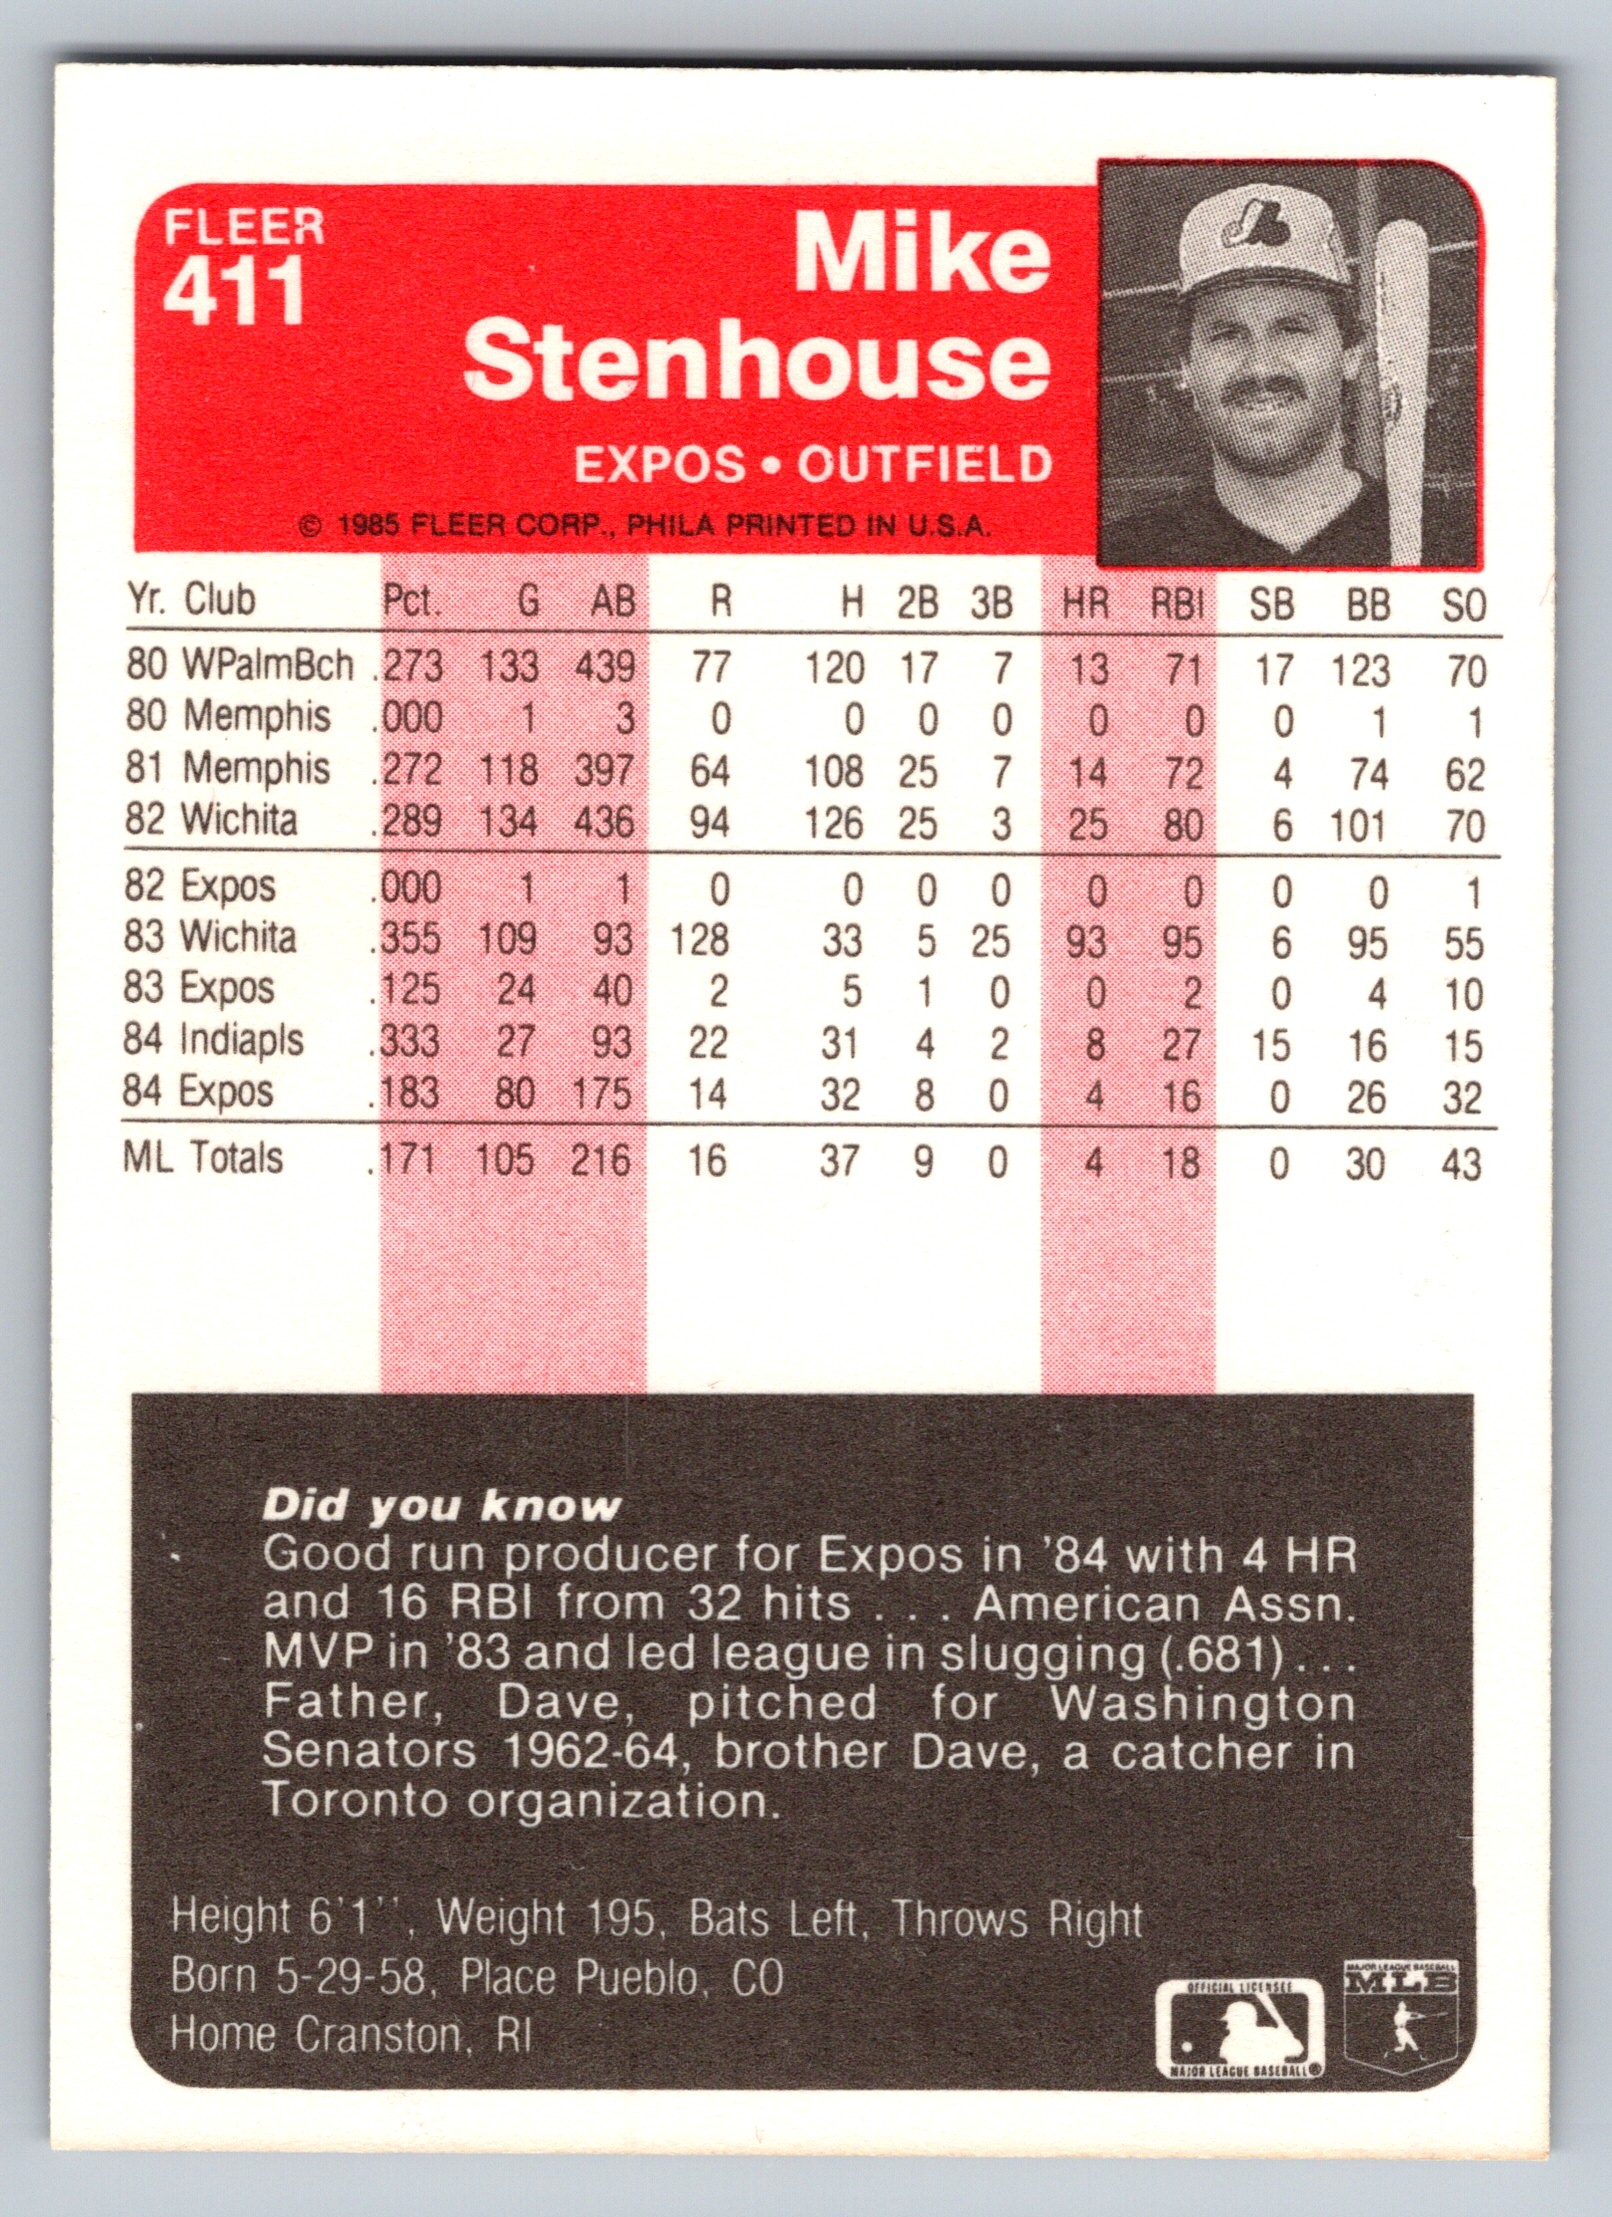 FLEER
411
Mike
Stenhouse
EXPOS • OUTFIELD
© 1985 FLEER CORP., PHILA PRINTED IN U.S.A.
Yr. Club Pct. G AB R H 2B 3B HR RBI SB BB SO
80 WPalmBch .273 133 439 77 120 17 7 13 71 17 123 70
80 Memphis .000 1 3 0 0 0 0 0 0 0 1 1
81 Memphis .272 118 397 64 108 25 7 14 72 4 74 62
82 Wichita .289 134 436 94 126 25 3 25 80 6 101 70
82 Expos .000 1 1 0 0 0 0 0 0 0 0 1
83 Wichita .355 109 93 128 33 5 25 93 95 6 95 55
83 Expos .125 24 40 2 5 1 0 0 2 0 4 10
84 Indiapls .333 27 93 22 31 4 2 8 27 15 16 15
84 Expos .183 80 175 14 32 8 0 4 16 0 26 32
ML Totals .171 105 216 16 37 9 0 4 18 0 30 43
Did you know
Good run producer for Expos in '84 with 4 HR
and 16 RBI from 32 hits . . . American Assn.
MVP in '83 and led league in slugging (.681) . . .
Father, Dave, pitched for Washington
Senators 1962-64, brother Dave, a catcher in
Toronto organization.
Height 6'1'', Weight 195, Bats Left, Throws Right
Born 5-29-58, Place Pueblo, CO
Home Cranston, RI
OFFICIAL LICENSEE
MAJOR LEAGUE BASEBALL®
MAJOR LEAGUE BASEBALL
MLB